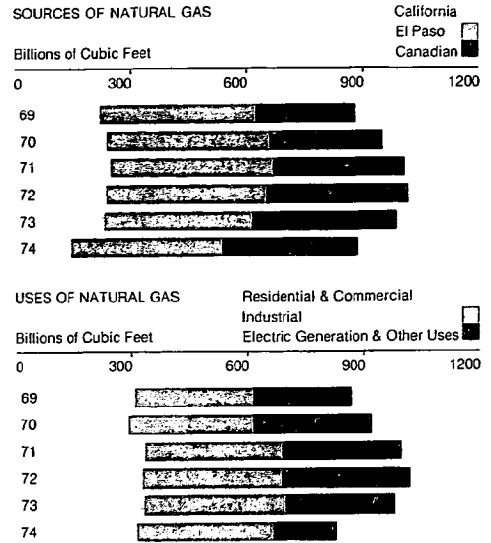 SOURCES OF NATURAL GAS
California
El Paso
Billions of Cubic Feet
Canadian
0 300 600 900 1200
69
70
71
72
73
74
USES OF NATURAL GAS
Residential & Commercial
Industrial
Billions of Cubic Feet
Electric Generation & Other Uses
0 300 600 900 1200
69
70
71
72
73
74